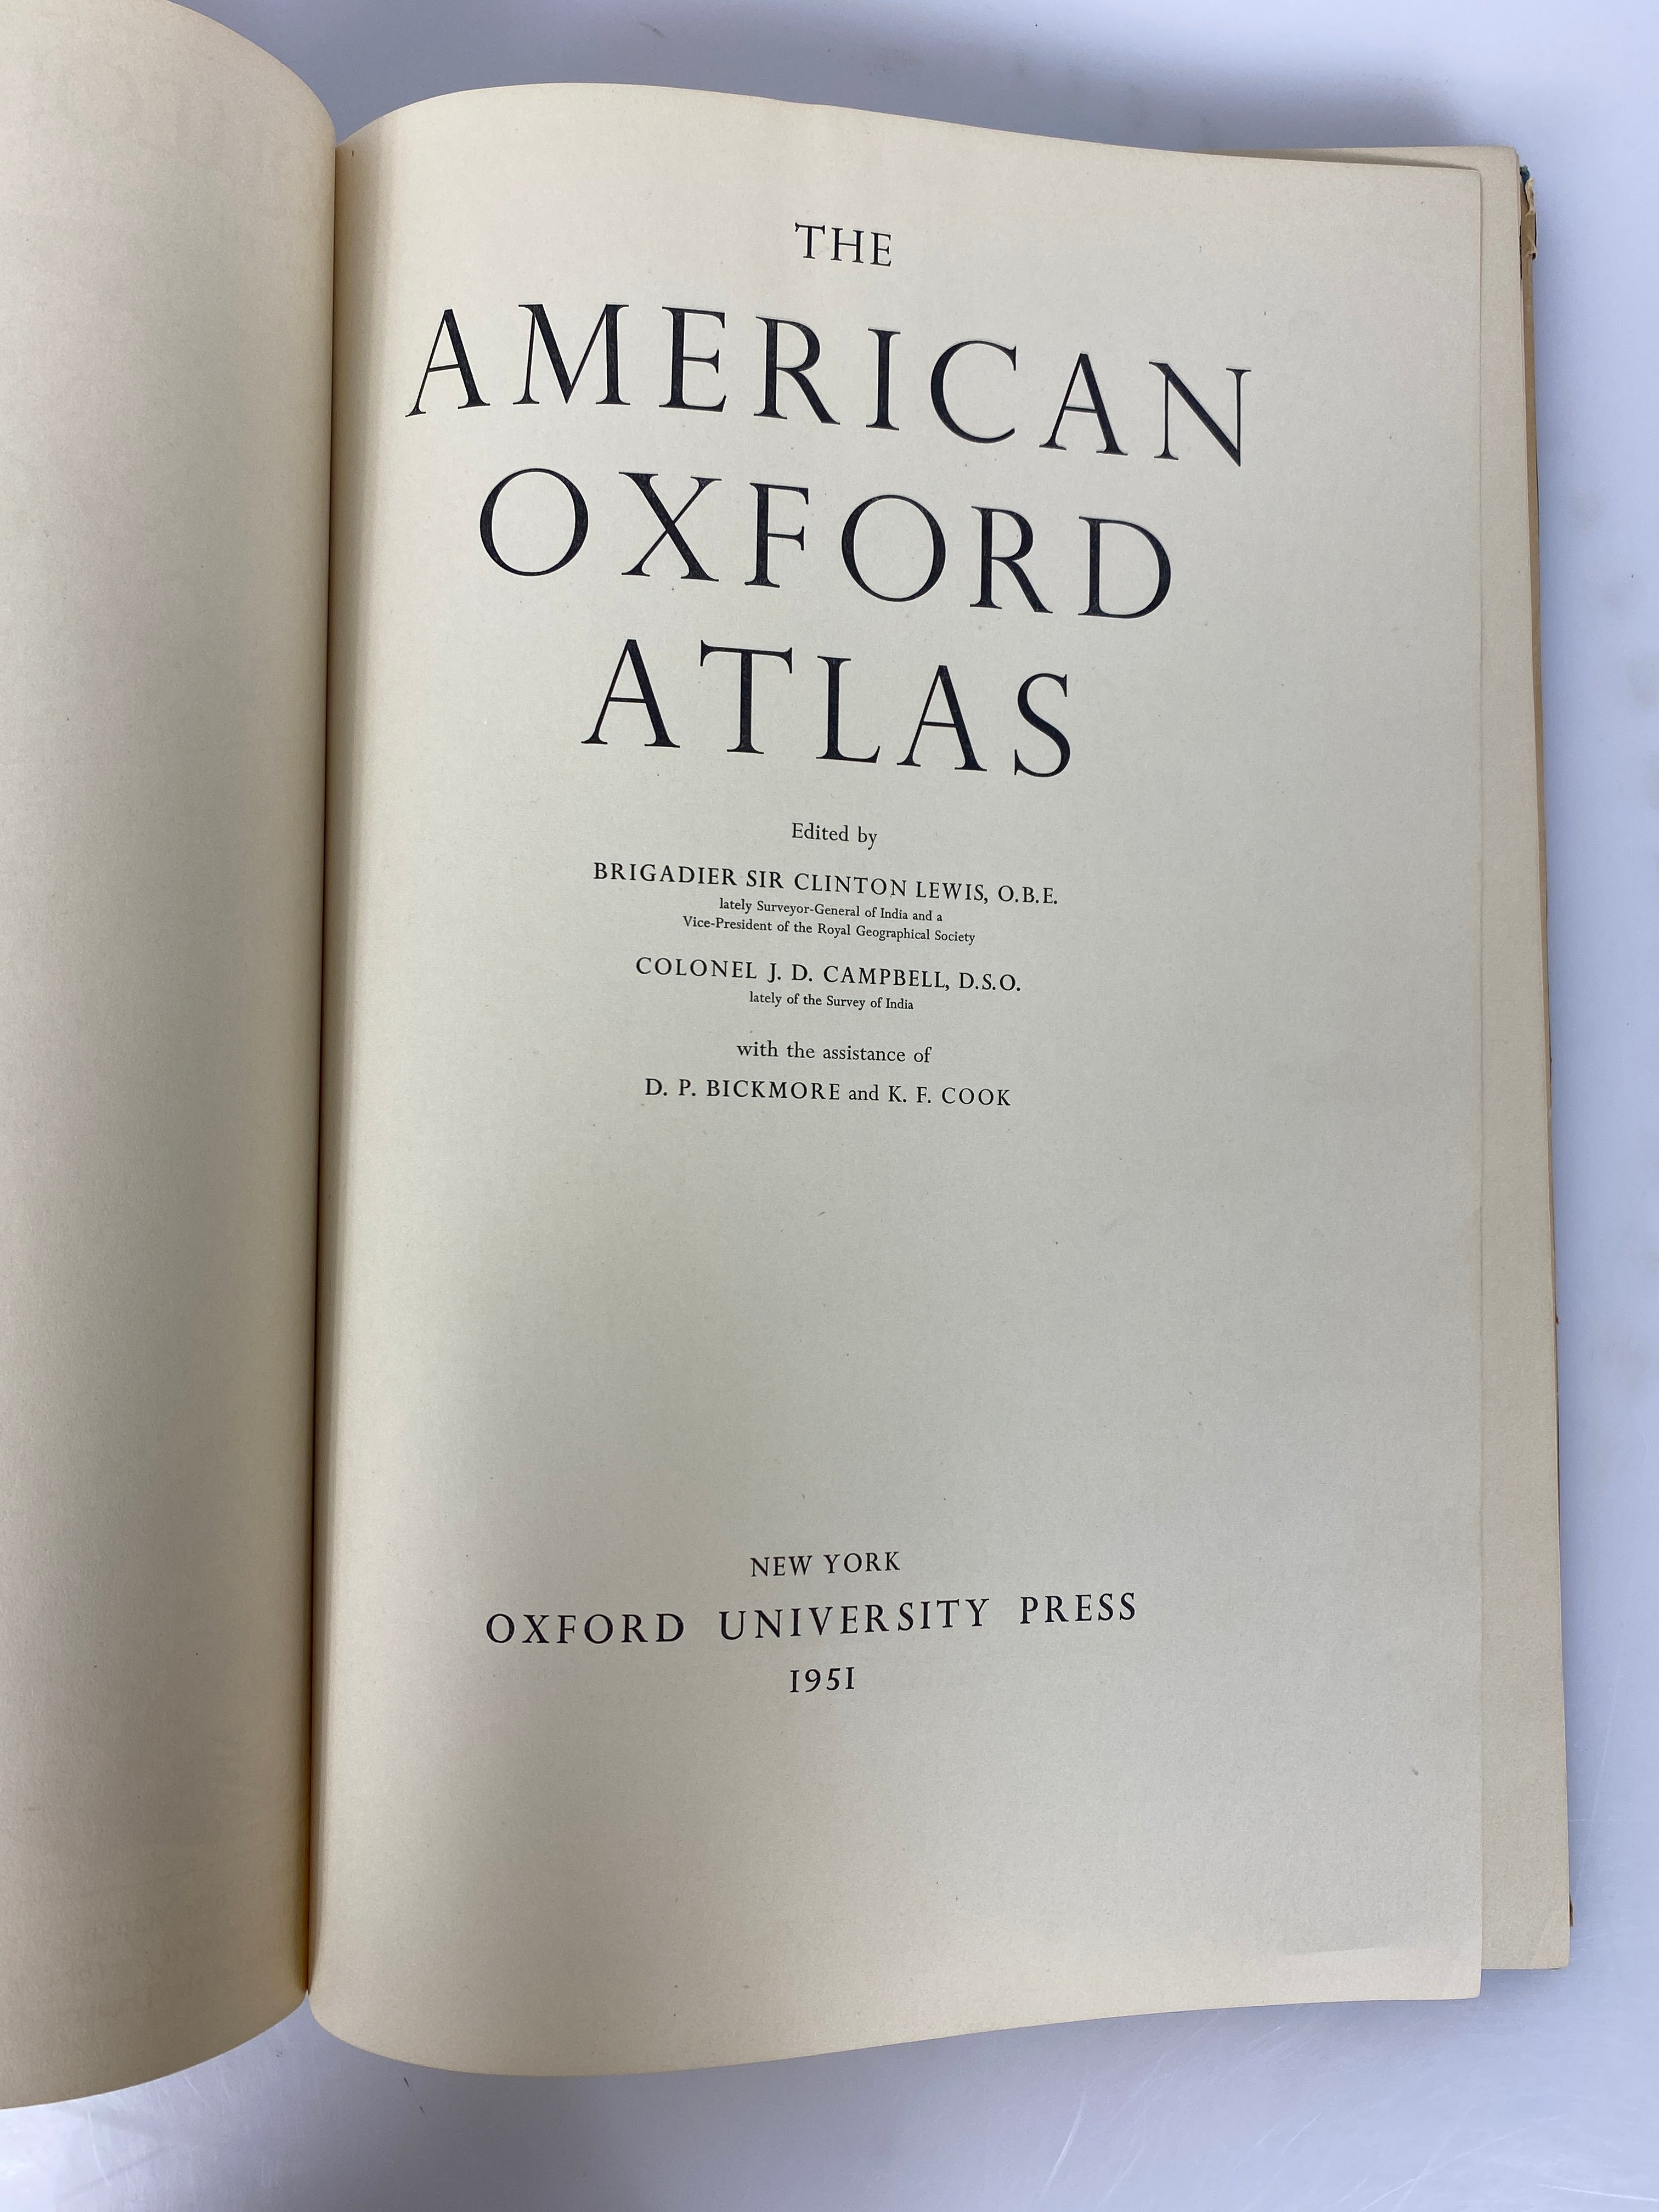 THE
AMERICAN
OXFORD
ATLAS
Edited by
BRIGADIER SIR CLINTON LEWIS, O.B.E.
lately Surveyor-General of India and a
Vice-President of the Royal Geographical Society
COLONEL J. D. CAMPBELL, D.S.O.
lately of the Survey of India
with the assistance of
D. P. BICKMORE and K. F. COOK
NEW YORK
OXFORD UNIVERSITY PRESS
1951